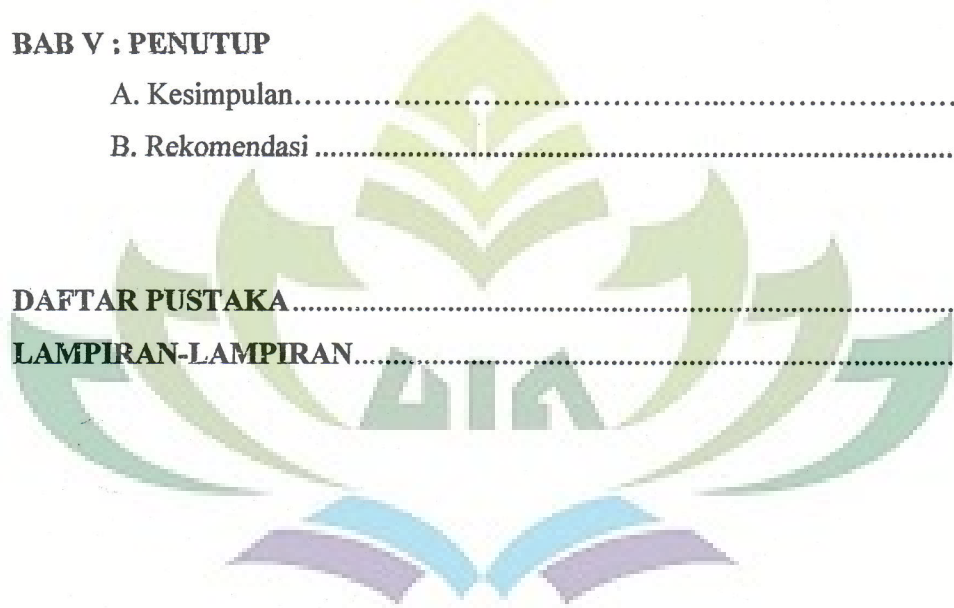 BAB V : PENUTUP
A. Kesimpulan..............................................................................
B. Rekomendasi ..............................................................................
DAFTAR PUSTAKA..............................................................................
LAMPIRAN-LAMPIRAN..............................................................................